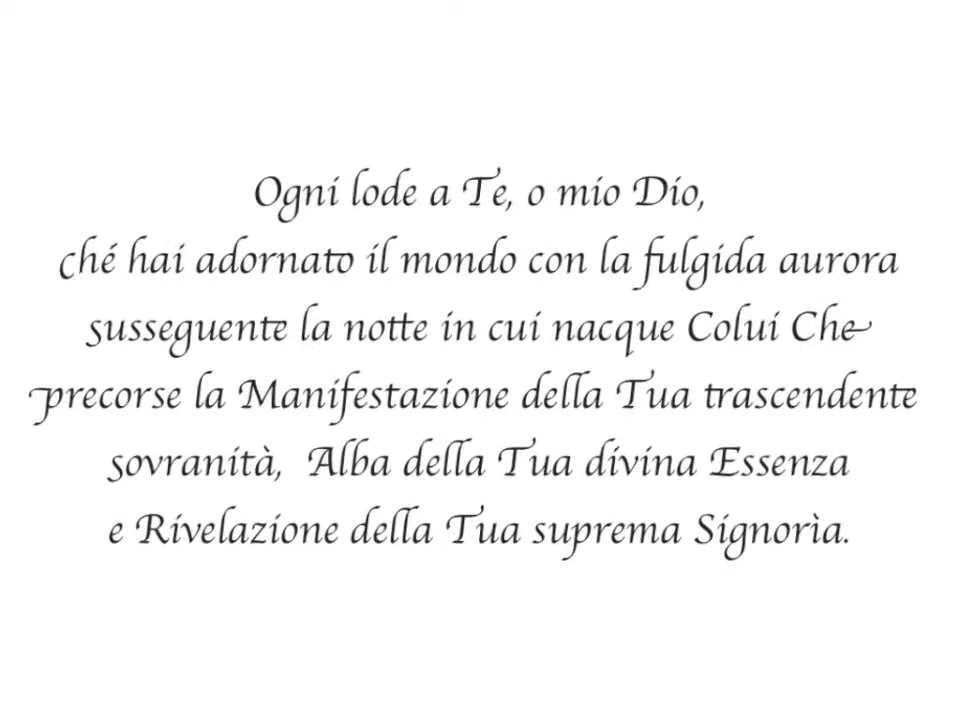 Ogni lode a Te, o mio Dio,
ché hai adornato il mondo con la fulgida aurora
susseguente la notte in cui nacque Colui Che
precorse la Manifestazione della Tua trascendente
sovranità, Alba della Tua divina Essenza
e Rivelazione della Tua suprema Signorìa.